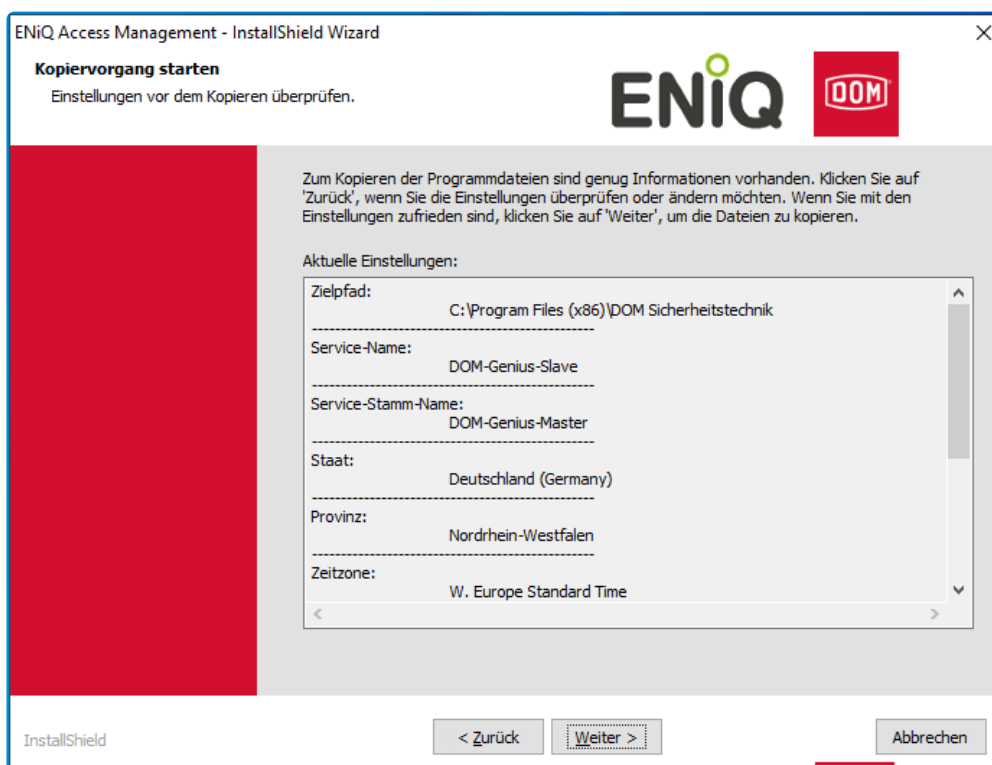 ENiQ Access Management - InstallShield Wizard
Kopiervorgang starten
Einstellungen vor dem Kopieren überprüfen.
ENiQ
DOM
Zum Kopieren der Programmdateien sind genug Informationen vorhanden. Klicken Sie auf
'Zurück', wenn Sie die Einstellungen überprüfen oder ändern möchten. Wenn Sie mit den
Einstellungen zufrieden sind, klicken Sie auf 'Weiter', um die Dateien zu kopieren.
Aktuelle Einstellungen:
Zielpfad:
C:\Program Files (x86)\DOM Sicherheitstechnik
------------------------------------------------
Service-Name:
DOM-Genius-Slave
------------------------------------------------
Service-Stamm-Name:
DOM-Genius-Master
------------------------------------------------
Staat:
Deutschland (Germany)
------------------------------------------------
Provinz:
Nordrhein-Westfalen
------------------------------------------------
Zeitzone:
W. Europe Standard Time
InstallShield
< Zurück
Weiter >
Abbrechen